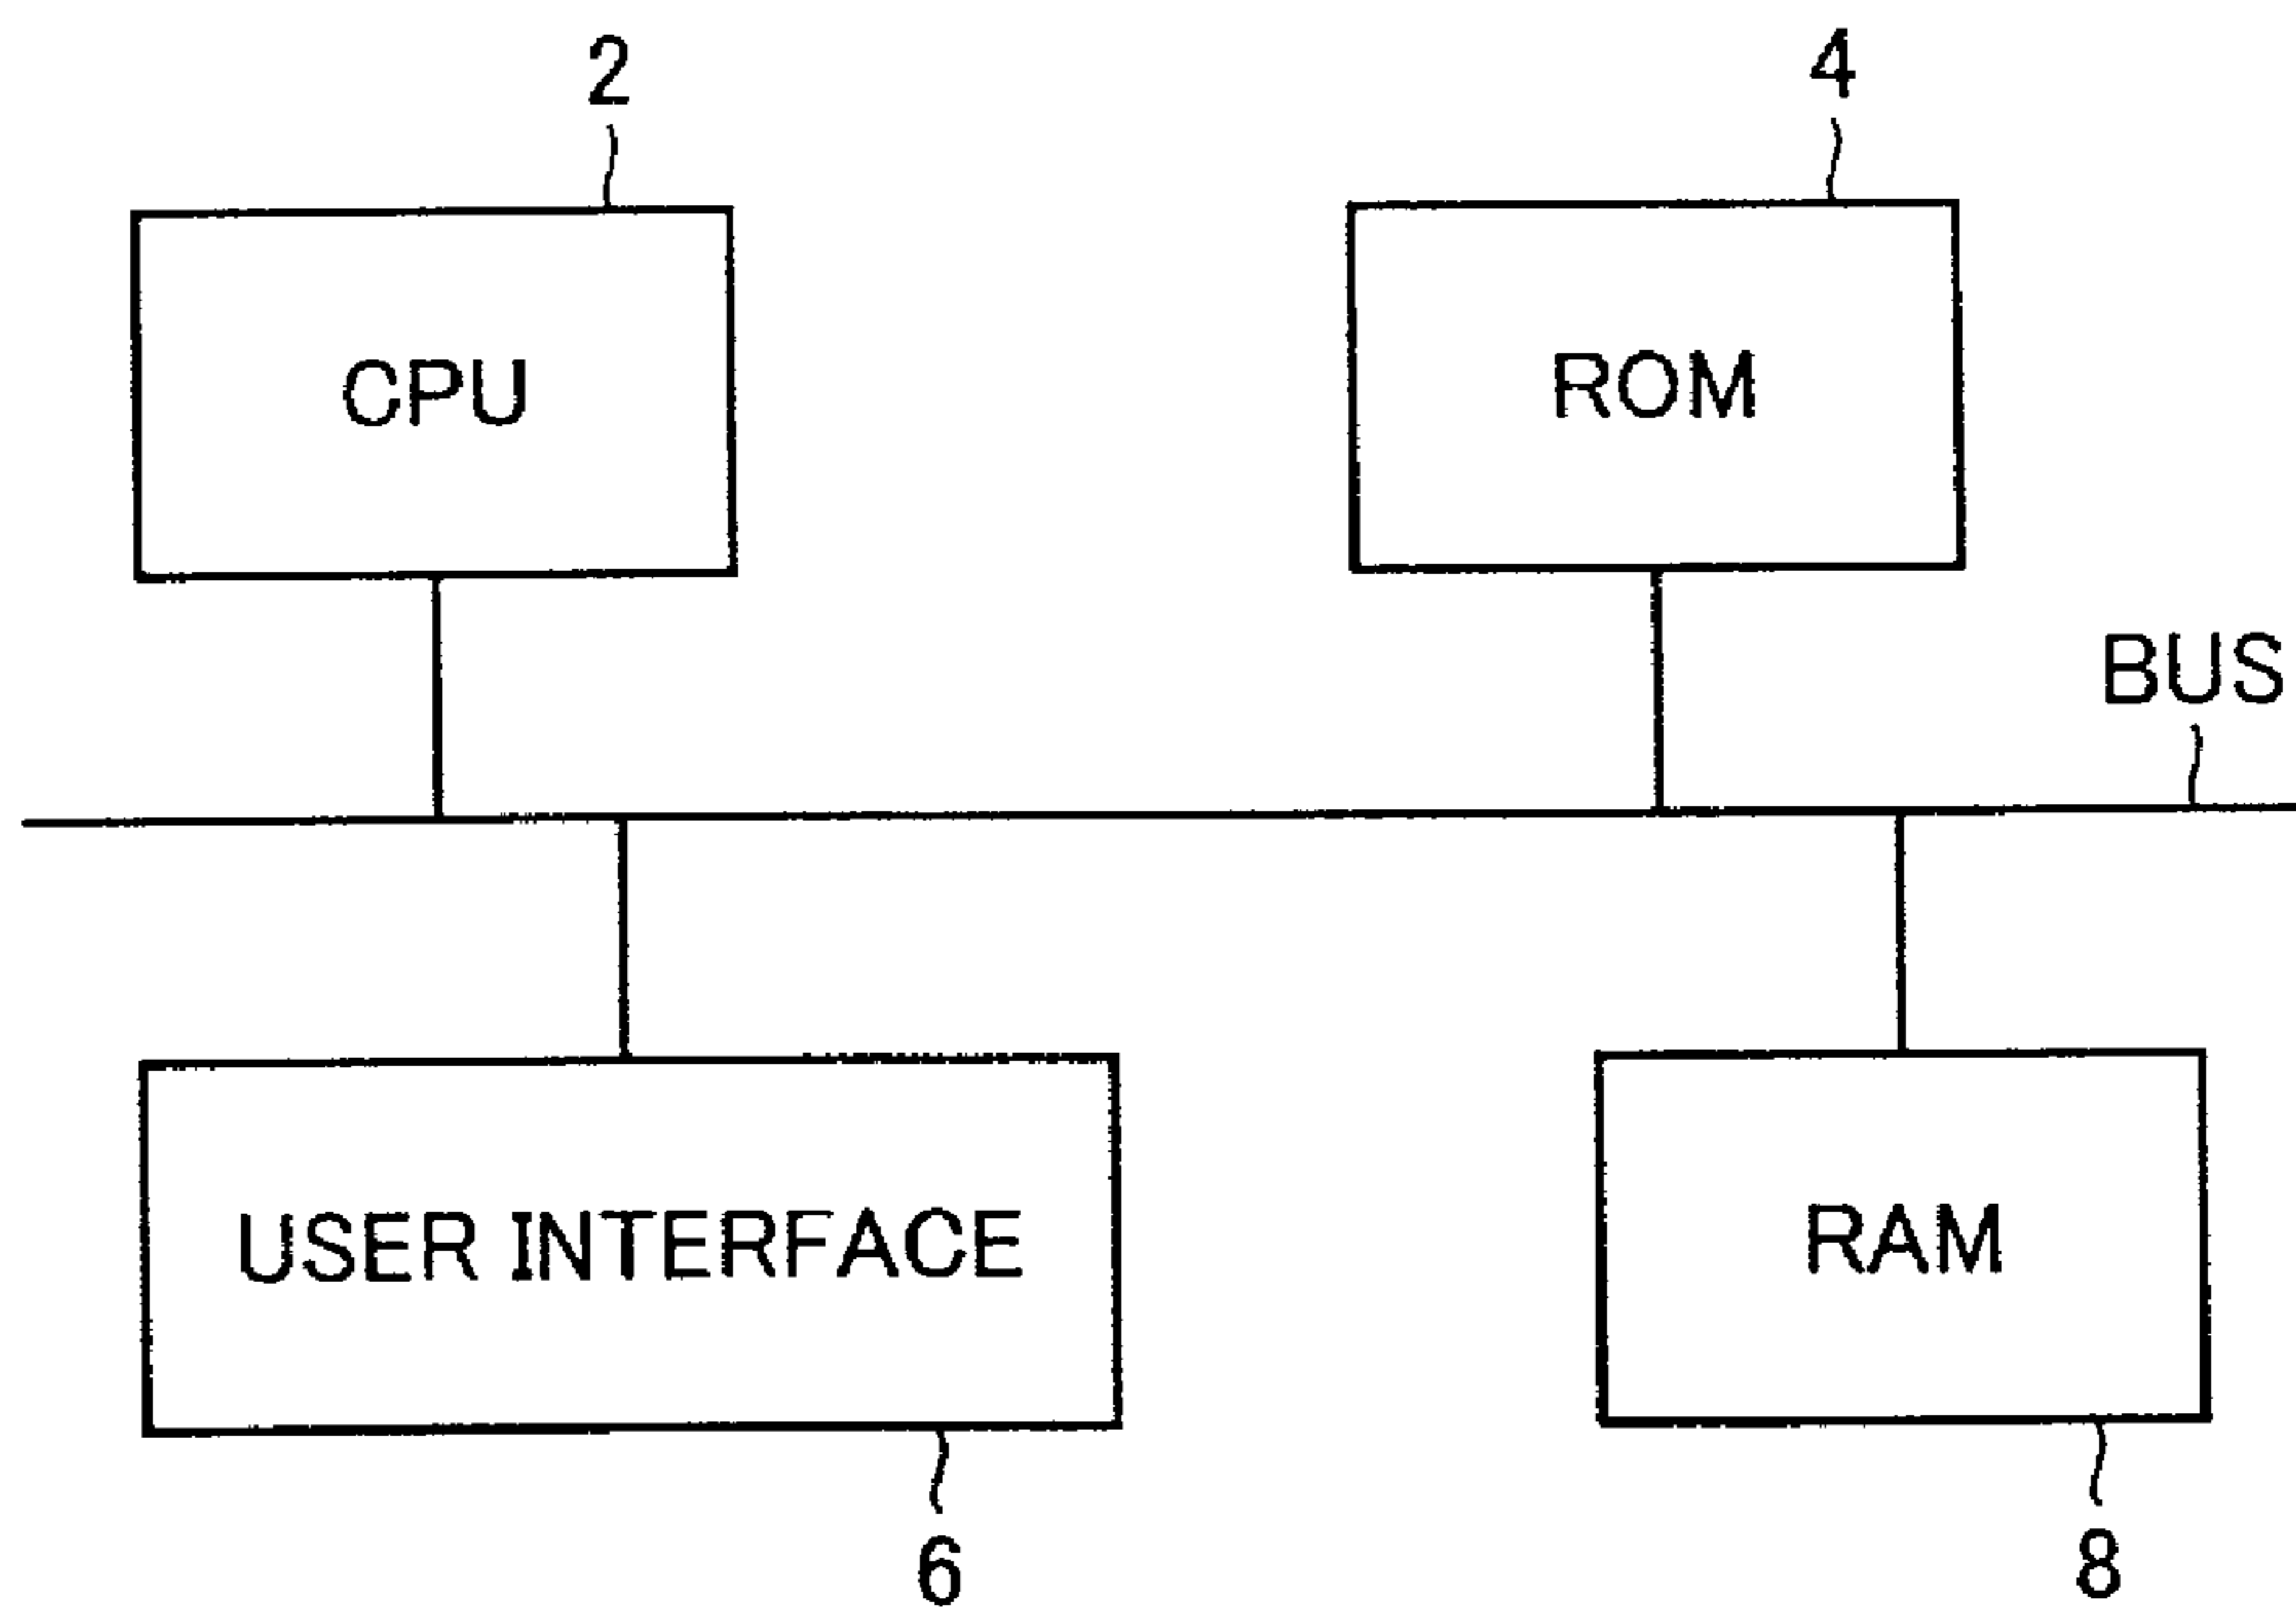 2
4
CPU
ROM
BUS
USER INTERFACE
RAM
6
8